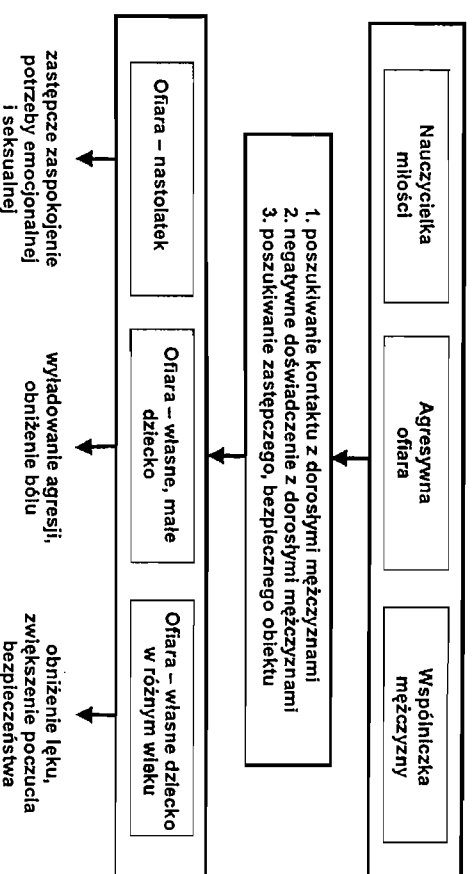 Nauczycielka
miłości
Agresywna
ofiara
Wspólniczka
mężczyzny
1. poszukiwanie kontaktu z dorosłymi mężczyznami
2. negatywne doświadczenie z dorosłymi mężczyznami
3. poszukiwanie zastępczego, bezpiecznego obiektu
Ofiara – nastolatek
Ofiara – własne, małe
dziecko
Ofiara – własne dziecko
w różnym wieku
zastępcze zaspokojenie
potrzeby emocjonalnej
i seksualnej
wyładowanie agresji,
obniżenie bólu
obniżenie lęku,
zwiększenie poczucia
bezpieczeństwa